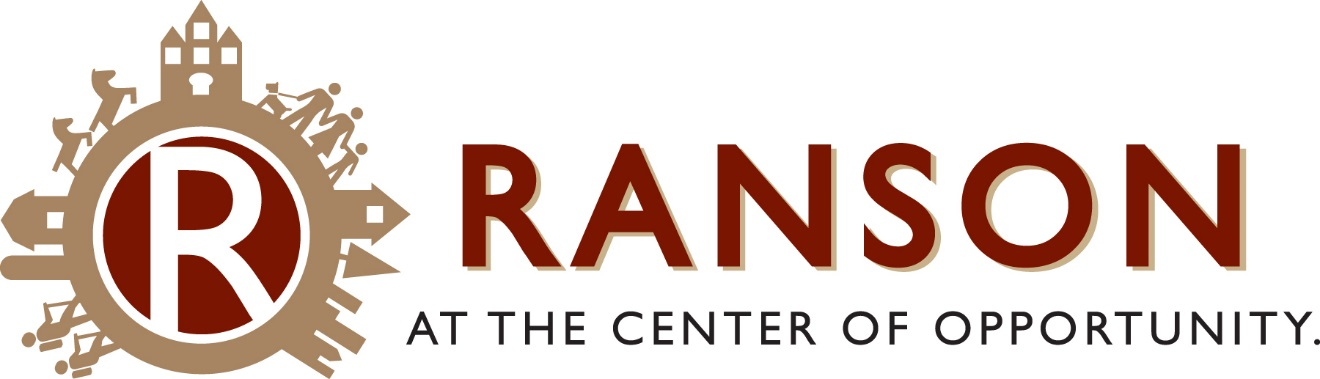 R
RANSON
AT THE CENTER OF OPPORTUNITY.